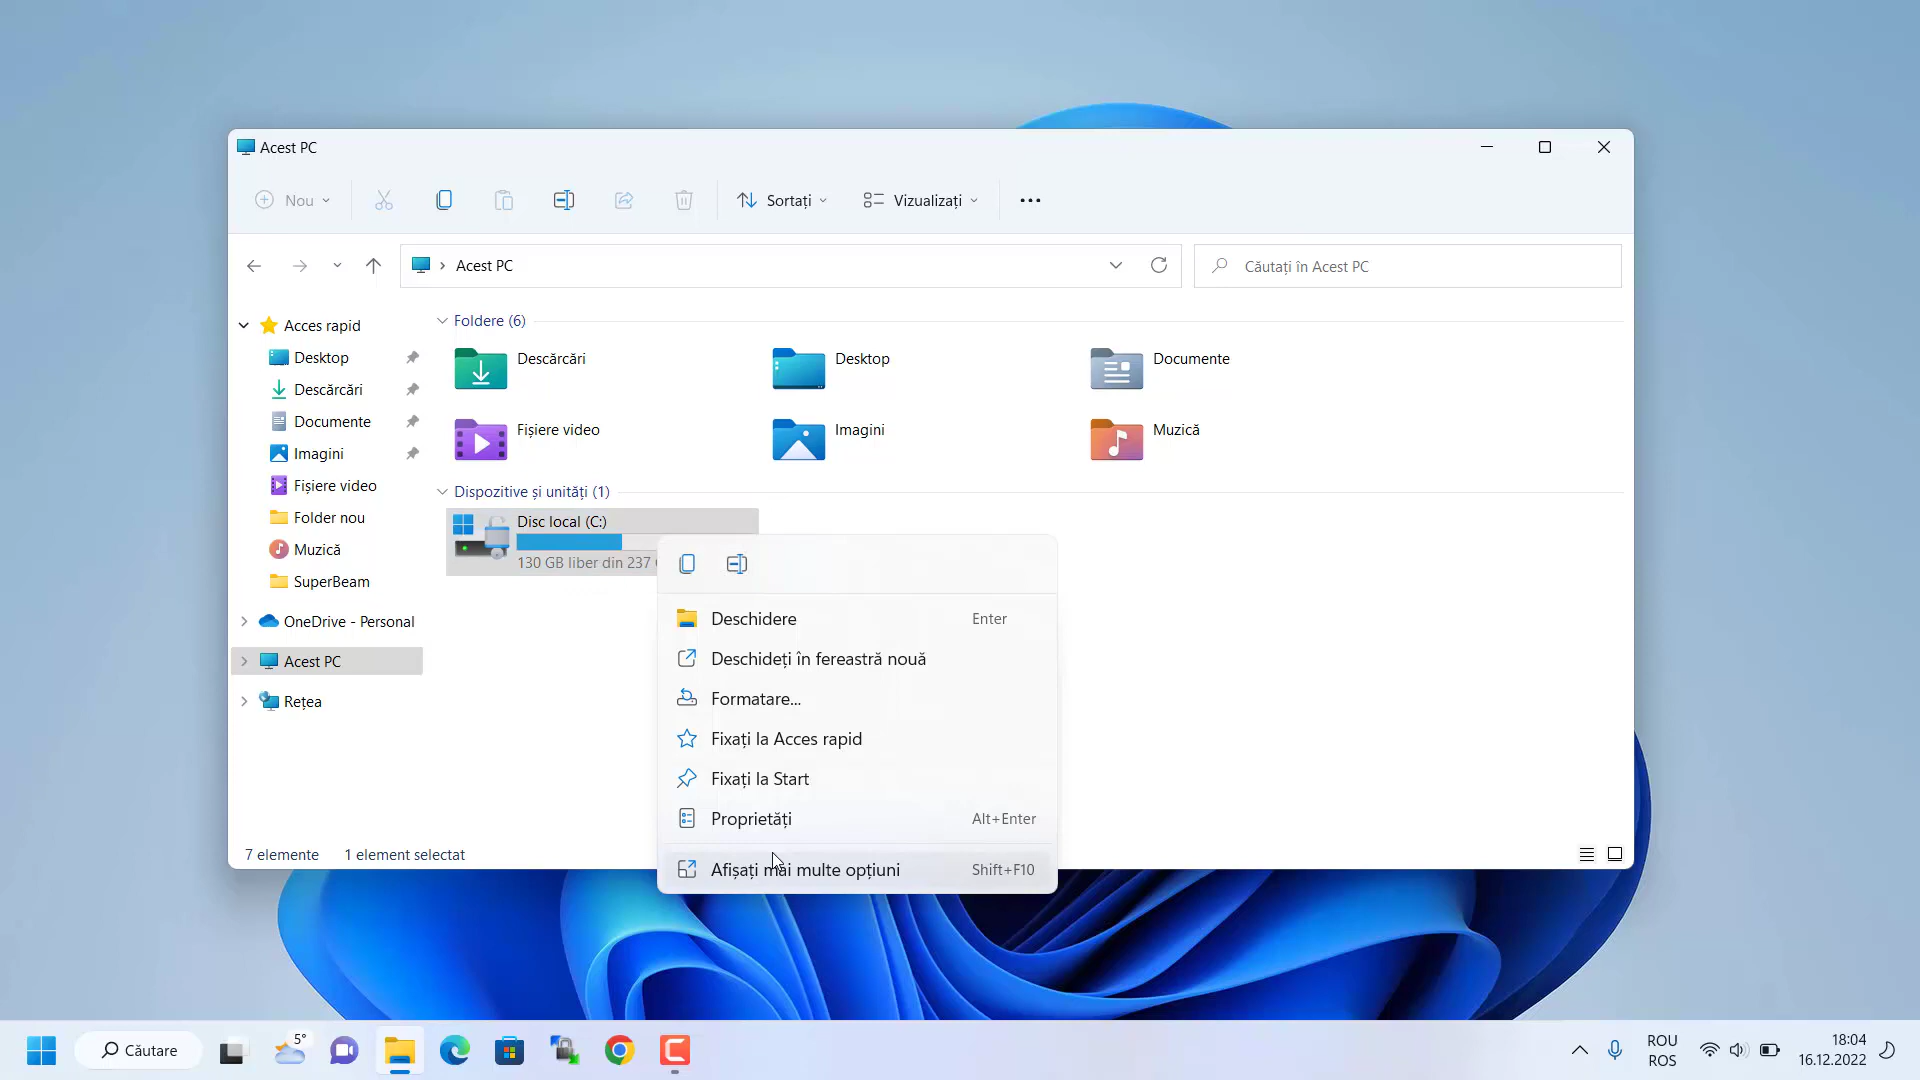 Acest PC
Nou
Sortați
Vizualizați
Acest PC
Căutați în Acest PC
Acces rapid
Desktop
Descărcări
Documente
Imagini
Fișiere video
Folder nou
Muzică
SuperBeam
OneDrive - Personal
Acest PC
Rețea
Foldere (6)
Descărcări
Desktop
Documente
Fișiere video
Imagini
Muzică
Dispozitive și unități (1)
Disc local (C:)
130 GB liber din 237
Deschidere Enter
Deschideți în fereastră nouă
Formatare...
Fixați la Acces rapid
Fixați la Start
Proprietăți Alt+Enter
Afișați mai multe opțiuni Shift+F10
7 elemente 1 element selectat
Căutare
5°
ROU
ROS
18:04
16.12.2022